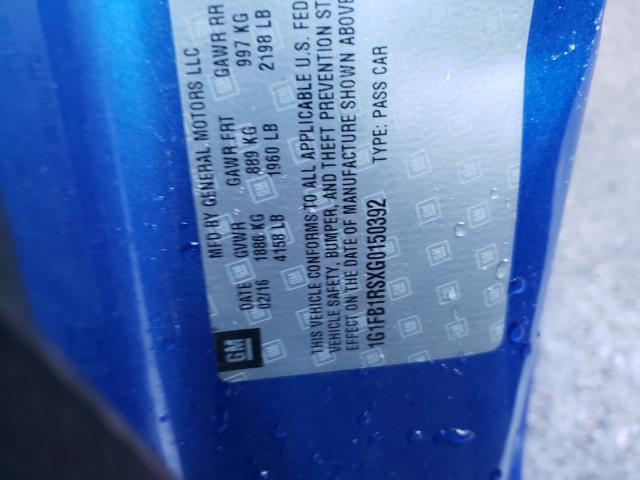 GM
MFD BY GENERAL MOTORS LLC
DATE GVWR GAWR FRT GAWR RR
02/16 1886 KG 889 KG 997 KG
4158 LB 1960 LB 2198 LB
THIS VEHICLE CONFORMS TO ALL APPLICABLE U.S. FED
VEHICLE SAFETY, BUMPER, AND THEFT PREVENTION ST
EFFECT ON THE DATE OF MANUFACTURE SHOWN ABOVE
1G1FB1RSXG0150392 TYPE: PASS CAR